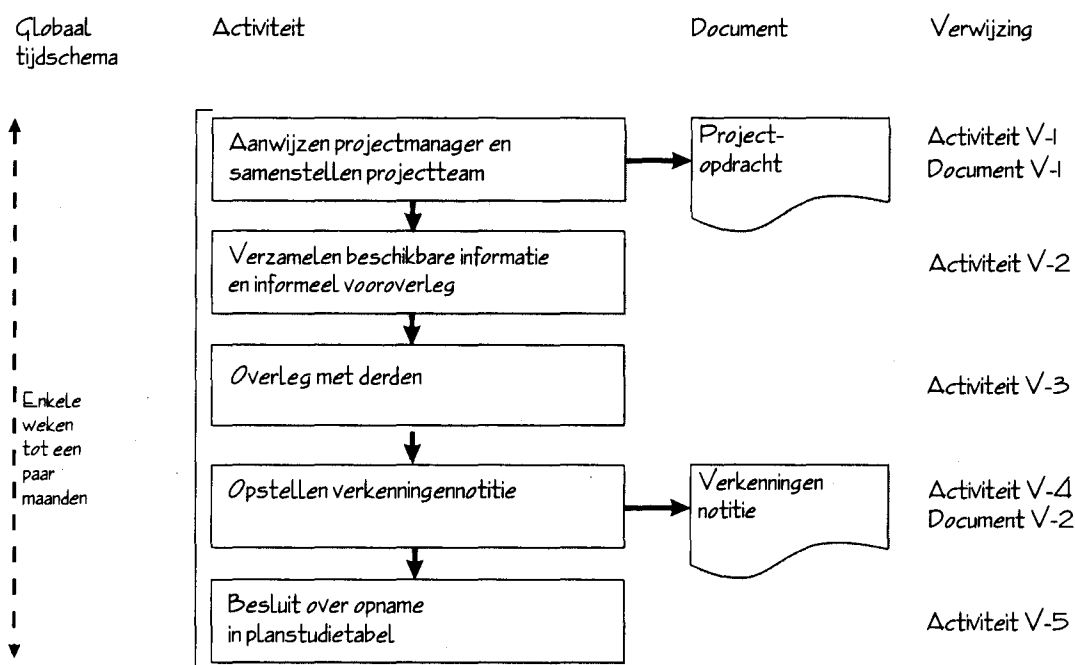 Globaal
tijdschema
Activiteit
Document
Verwijzing
Aanwijzen projectmanager en
samenstellen projectteam
Project-
opdracht
Activiteit V-1
Document V-1
Verzamelen beschikbare informatie
en informeel vooroverleg
Activiteit V-2
Overleg met derden
Activiteit V-3
Enkele
weken
tot een
paar
maanden
Opstellen verkenningennotitie
Verkenningen
notitie
Activiteit V-4
Document V-2
Besluit over opname
in planstudietabel
Activiteit V-5